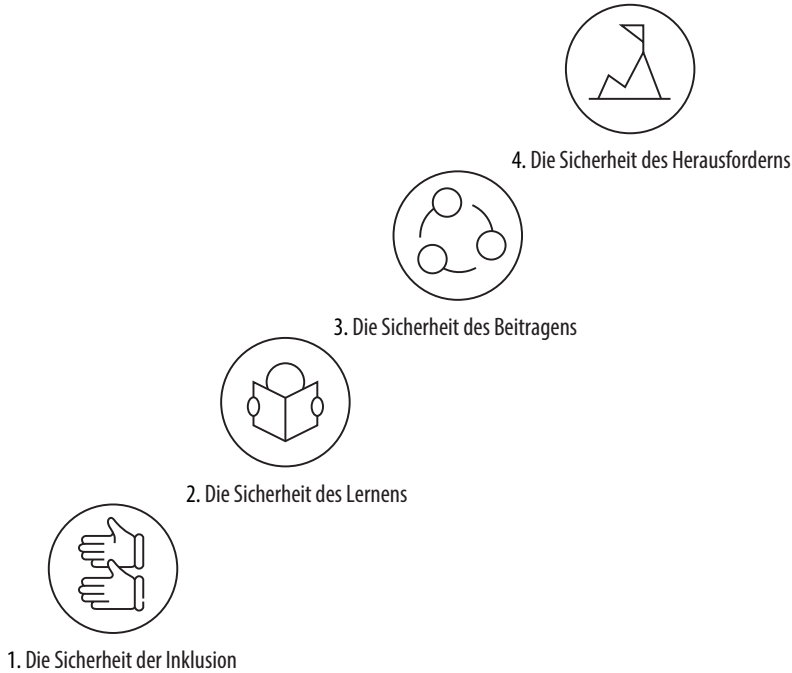 4. Die Sicherheit des Herausforderns
3. Die Sicherheit des Beitragens
2. Die Sicherheit des Lernens
1. Die Sicherheit der Inklusion